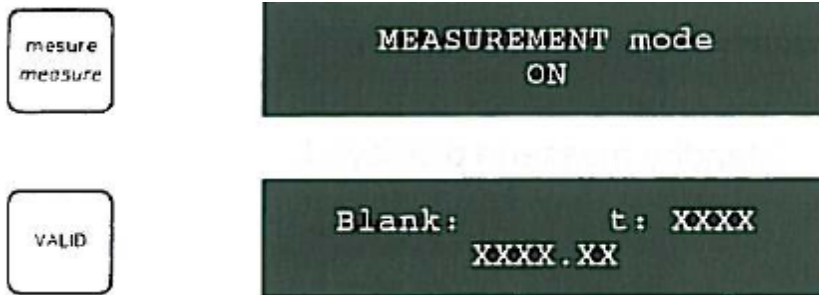 mesure
measure
MEASUREMENT mode
ON
VALID
Blank: t: XXXX
XXXX.XX